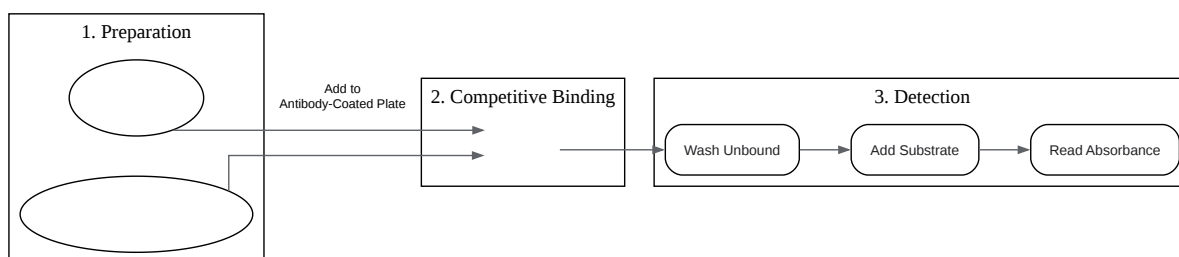 1. Preparation
Add to
Antibody-Coated Plate
2. Competitive Binding
3. Detection
Wash Unbound
Add Substrate
Read Absorbance